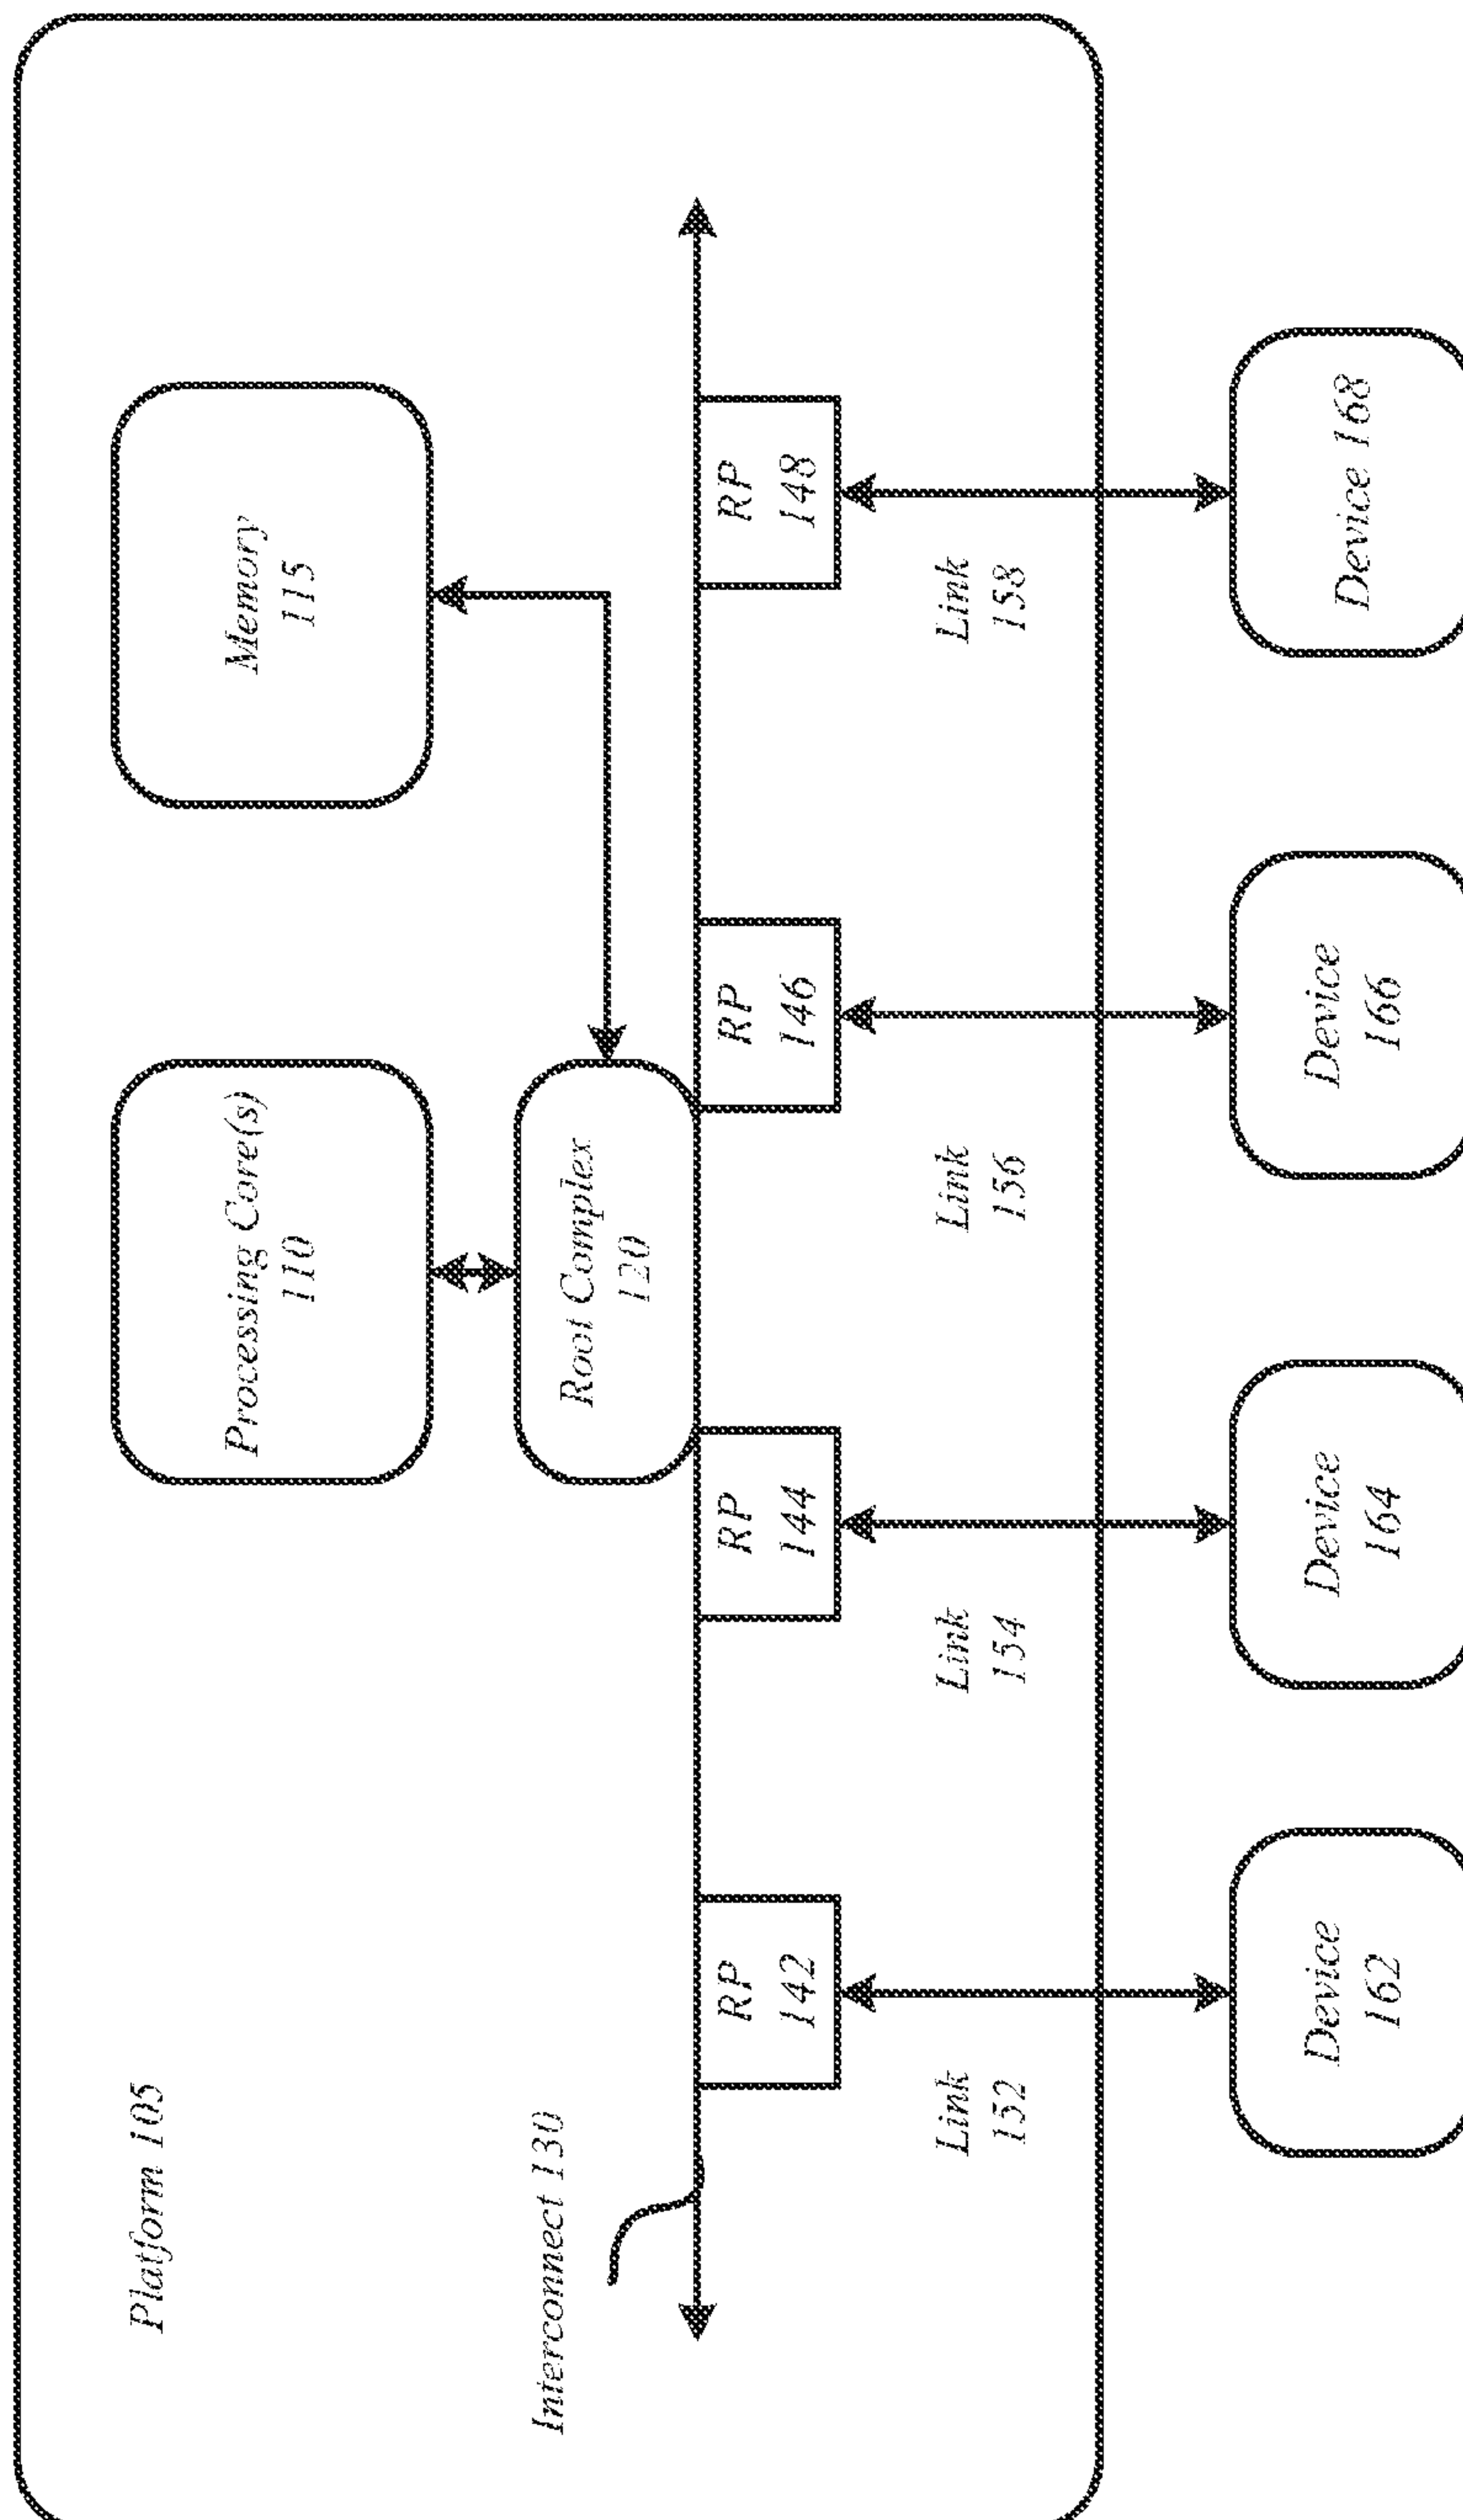 Platform 105
Processing Core(s)
110
Memory
115
Root Complex
120
Interconnect 130
RP
142
RP
144
RP
146
RP
148
Link
152
Link
154
Link
156
Link
158
Device
162
Device
164
Device
166
Device 168